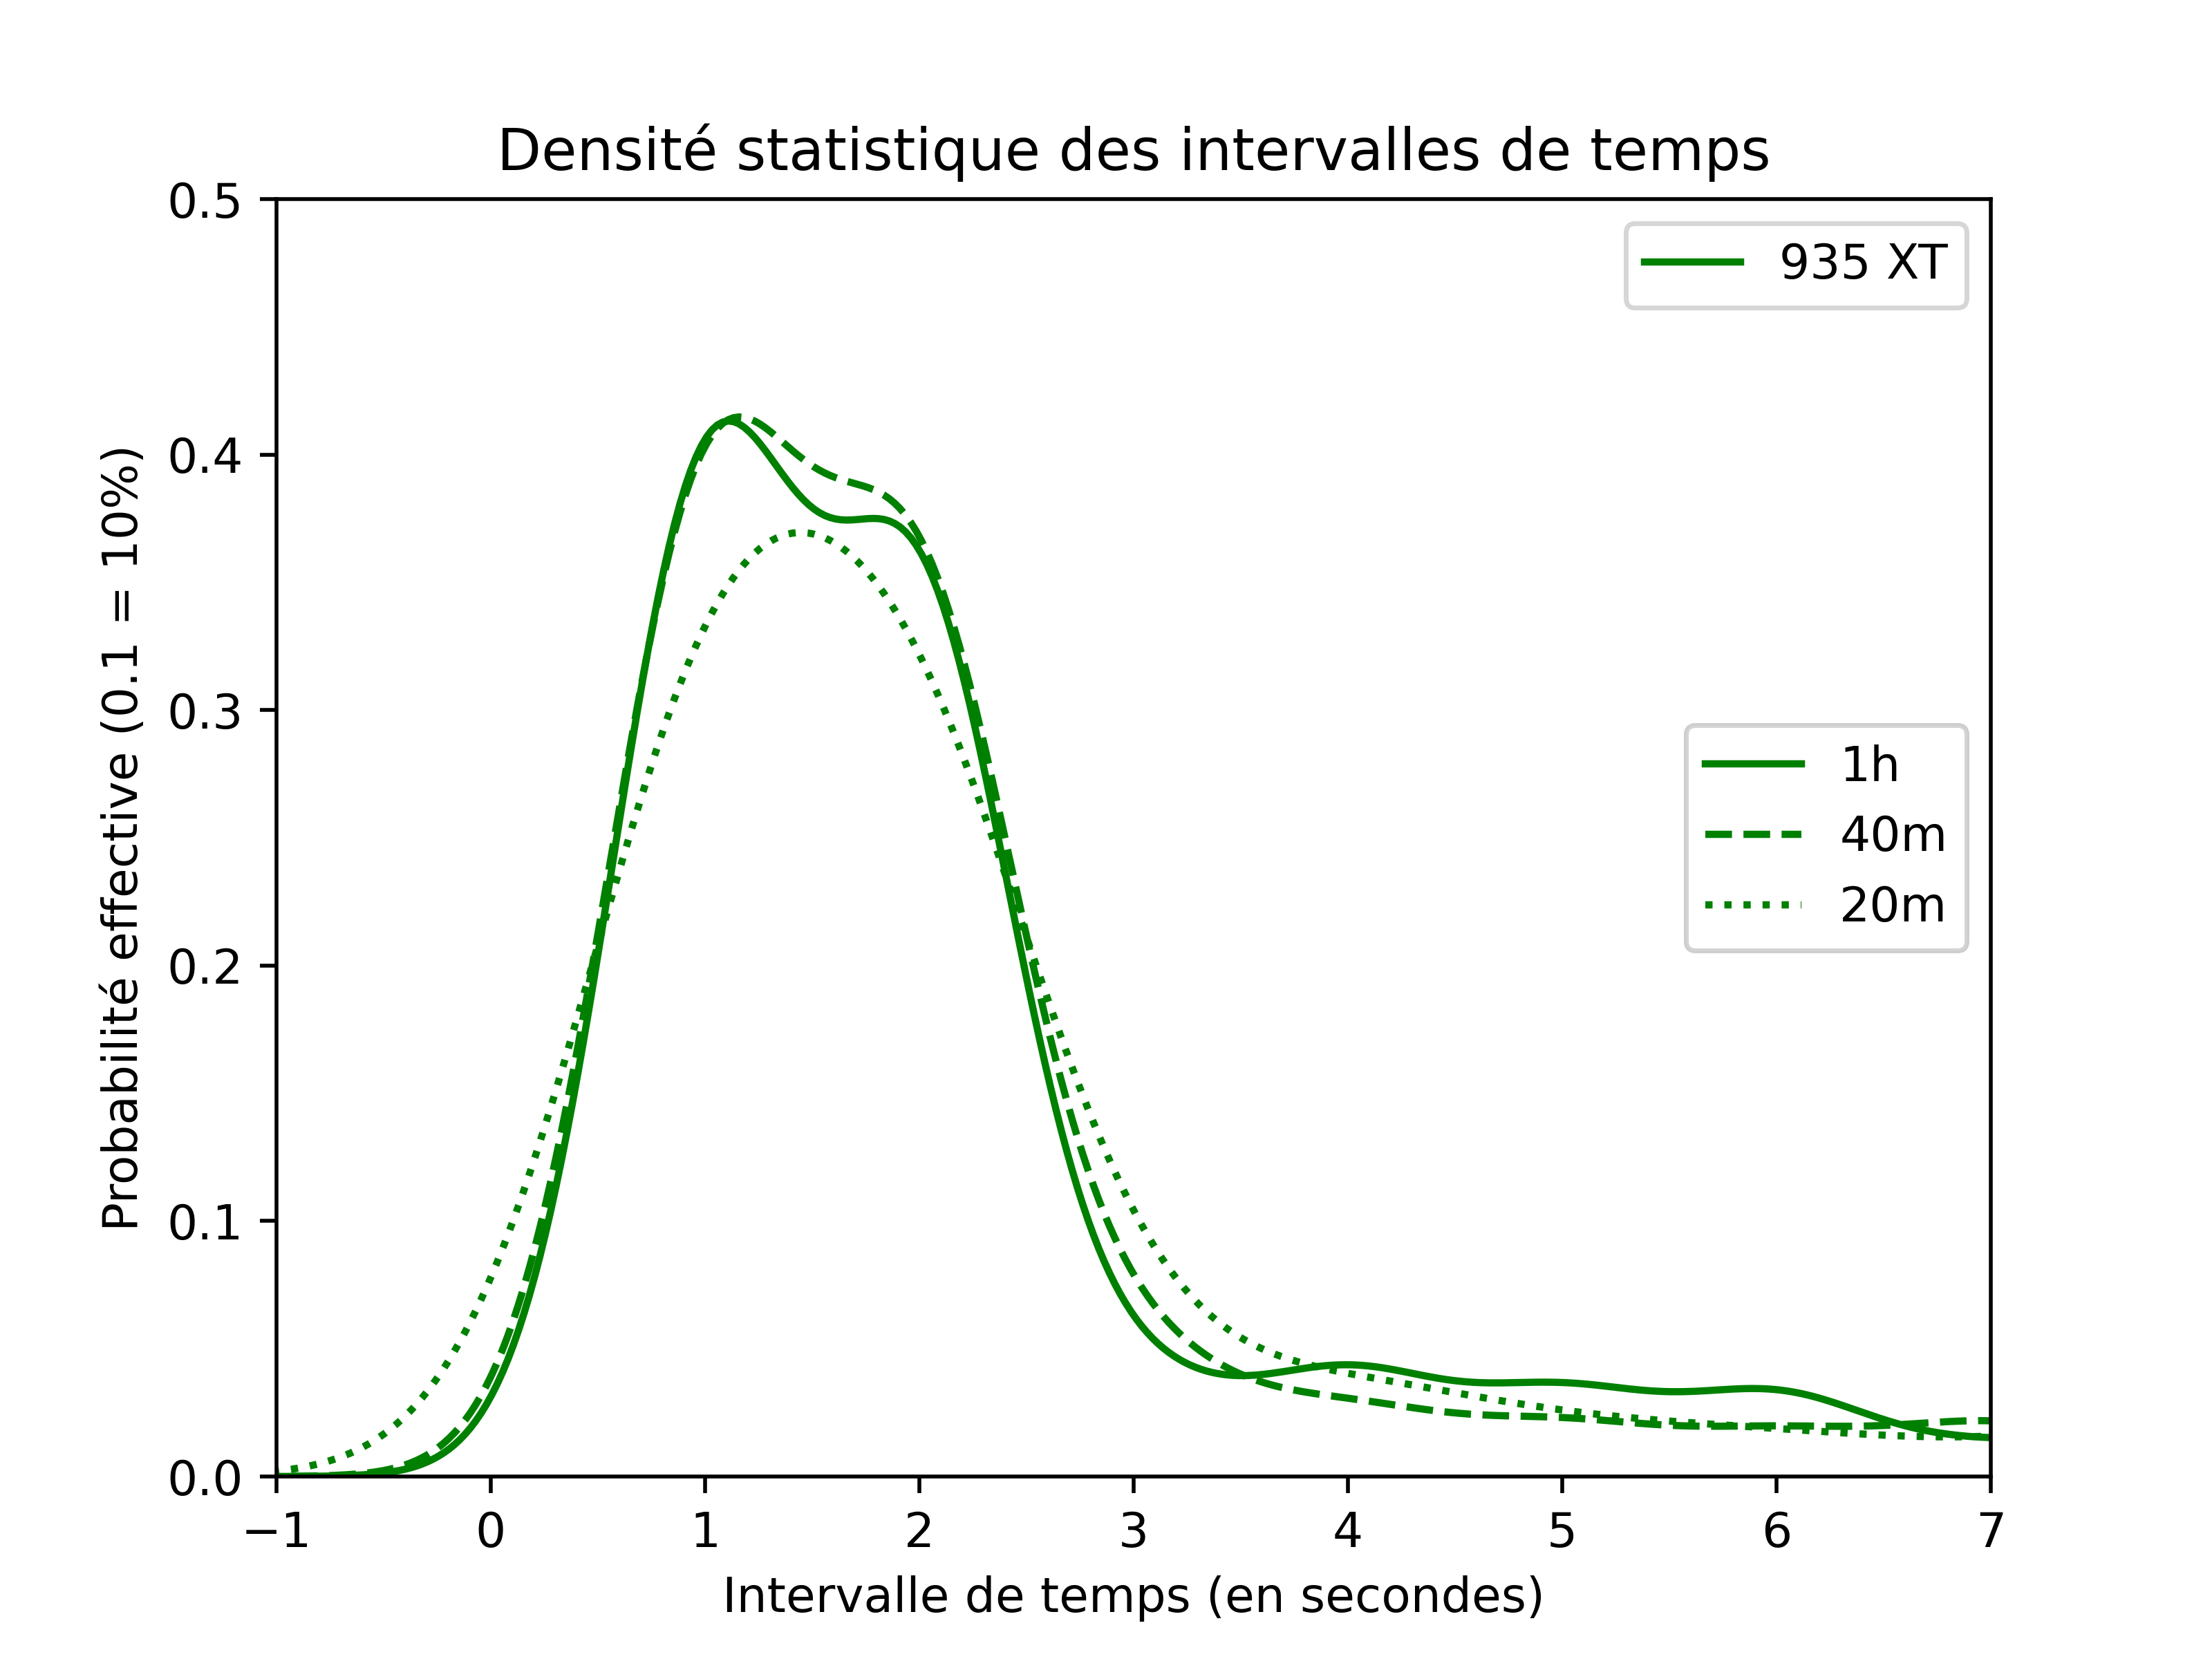 Densité statistique des intervalles de temps
Probabilité effective (0.1 = 10%)
0.5
0.4
0.3
0.2
0.1
0.0
935 XT
1h
40m
20m
−1 0 1 2 3 4 5 6 7
Intervalle de temps (en secondes)